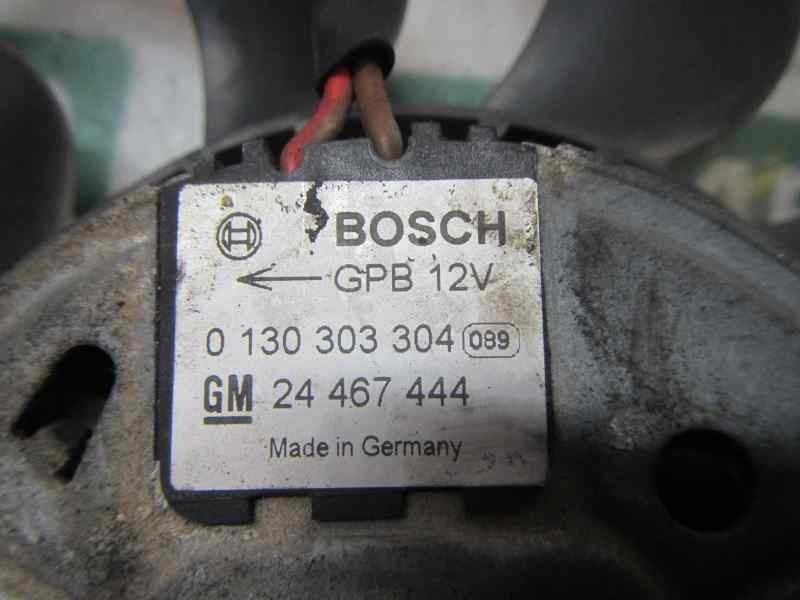 BOSCH
GPB 12V
0 130 303 304 089
GM 24 467 444
Made in Germany